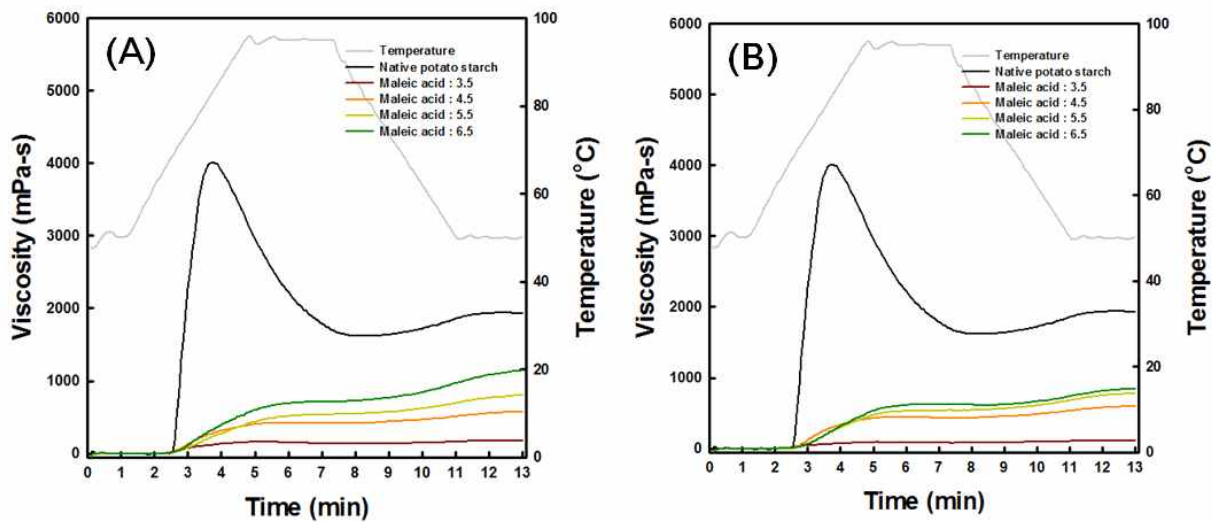 (A)
Viscosity (mPa-s)
6000
5000
4000
3000
2000
1000
0
Temperature
Native potato starch
Maleic acid : 3.5
Maleic acid : 4.5
Maleic acid : 5.5
Maleic acid : 6.5
100
80
60
40
20
0
Temperature (°C)
0 1 2 3 4 5 6 7 8 9 10 11 12 13
Time (min)
(B)
Viscosity (mPa-s)
6000
5000
4000
3000
2000
1000
0
Temperature
Native potato starch
Maleic acid : 3.5
Maleic acid : 4.5
Maleic acid : 5.5
Maleic acid : 6.5
100
80
60
40
20
0
Temperature (°C)
0 1 2 3 4 5 6 7 8 9 10 11 12 13
Time (min)